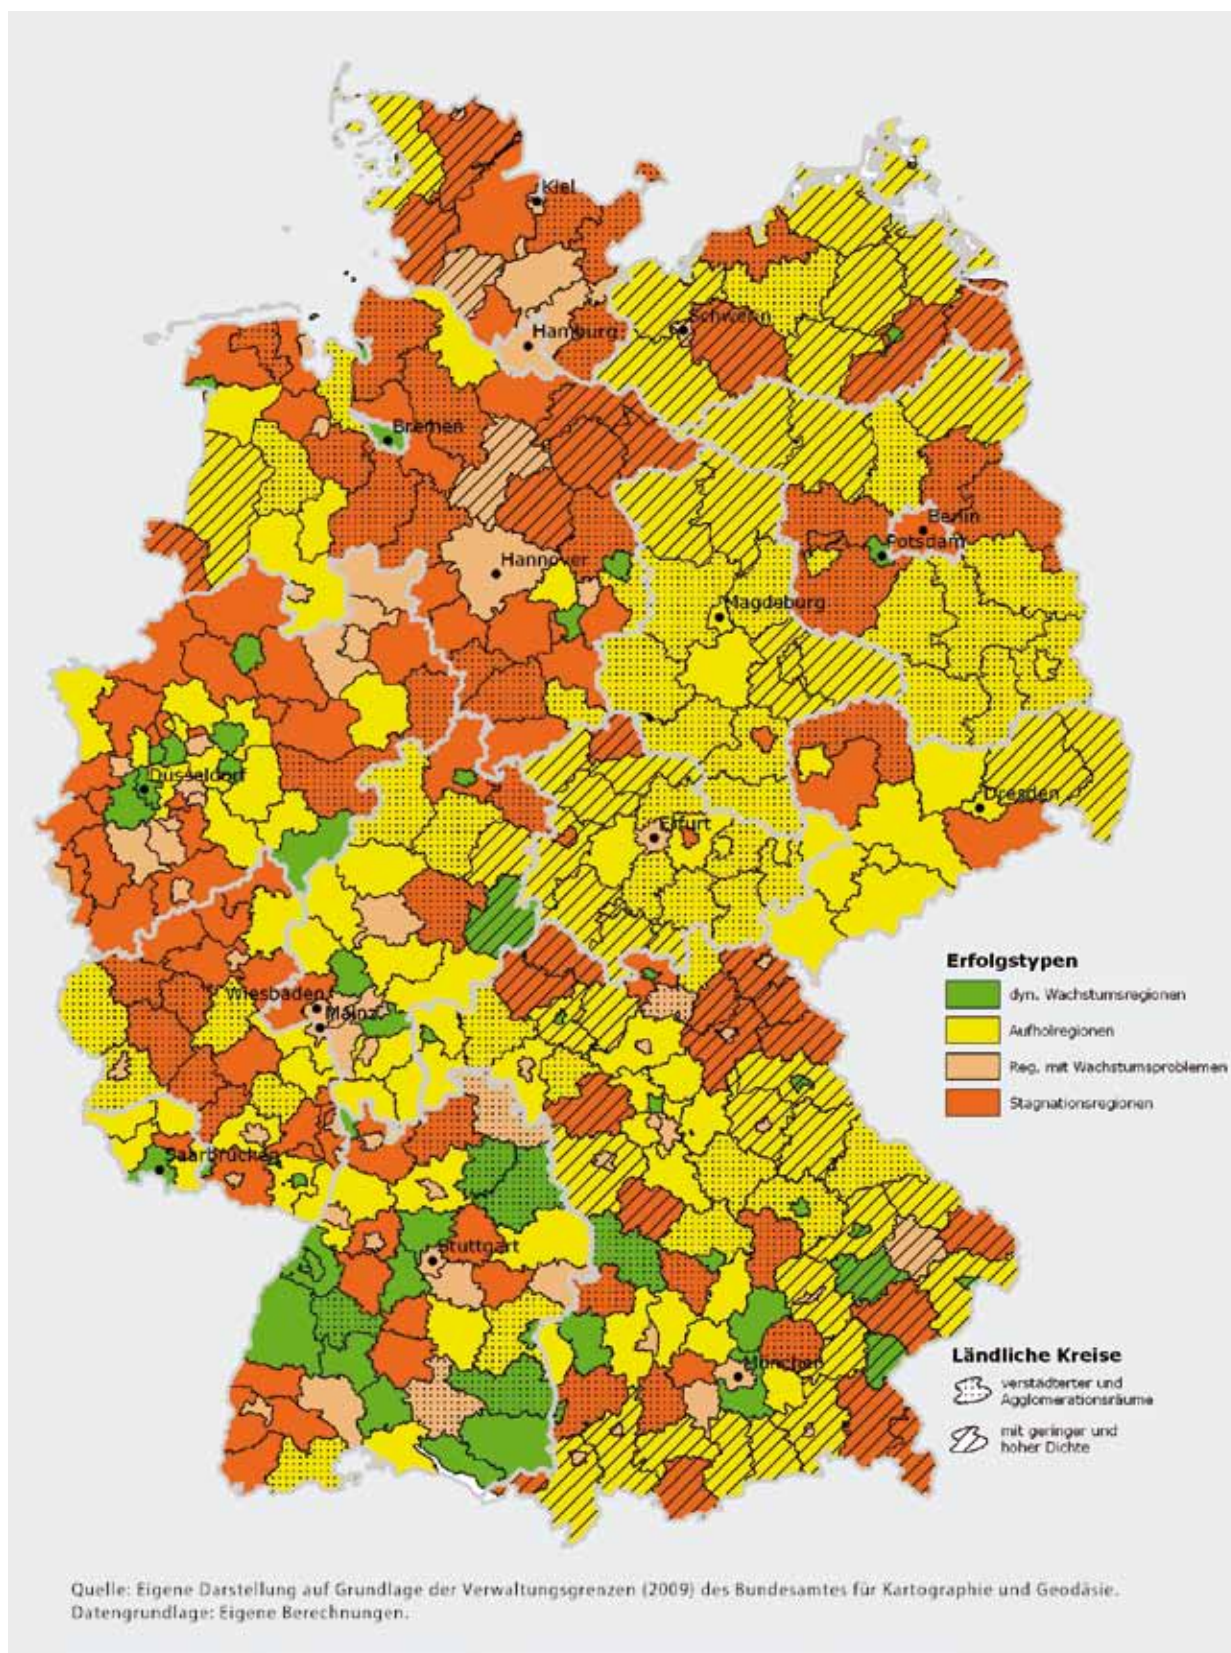 Kiel
Schwerin
Hamburg
Bremen
Berlin
Potsdam
Hannover
Magdeburg
Düsseldorf
Dresden
Erfurt
Wiesbaden
Mainz
Saarbrücken
Stuttgart
München
Erfolgstypen
dyn. Wachstumsregionen
Aufholregionen
Reg. mit Wachstumsproblemen
Stagnationsregionen
Ländliche Kreise
verstädterter und
Agglomerationsräume
mit geringer und
hoher Dichte
Quelle: Eigene Darstellung auf Grundlage der Verwaltungsgrenzen (2009) des Bundesamtes für Kartographie und Geodäsie.
Datengrundlage: Eigene Berechnungen.